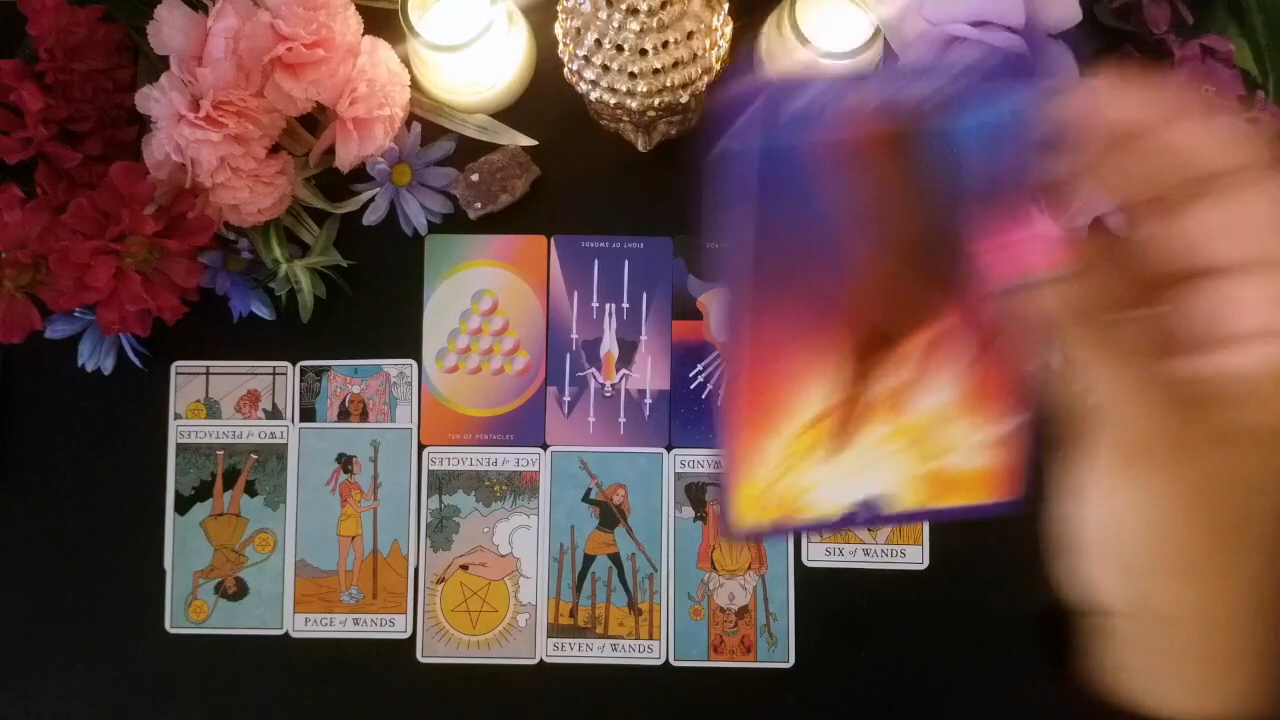 EIGHT OF SWORDS
TEN OF PENTACLES
TWO of PENTACLES
ACE of PENTACLES
WANDS
SIX of WANDS
PAGE of WANDS
SEVEN of WANDS